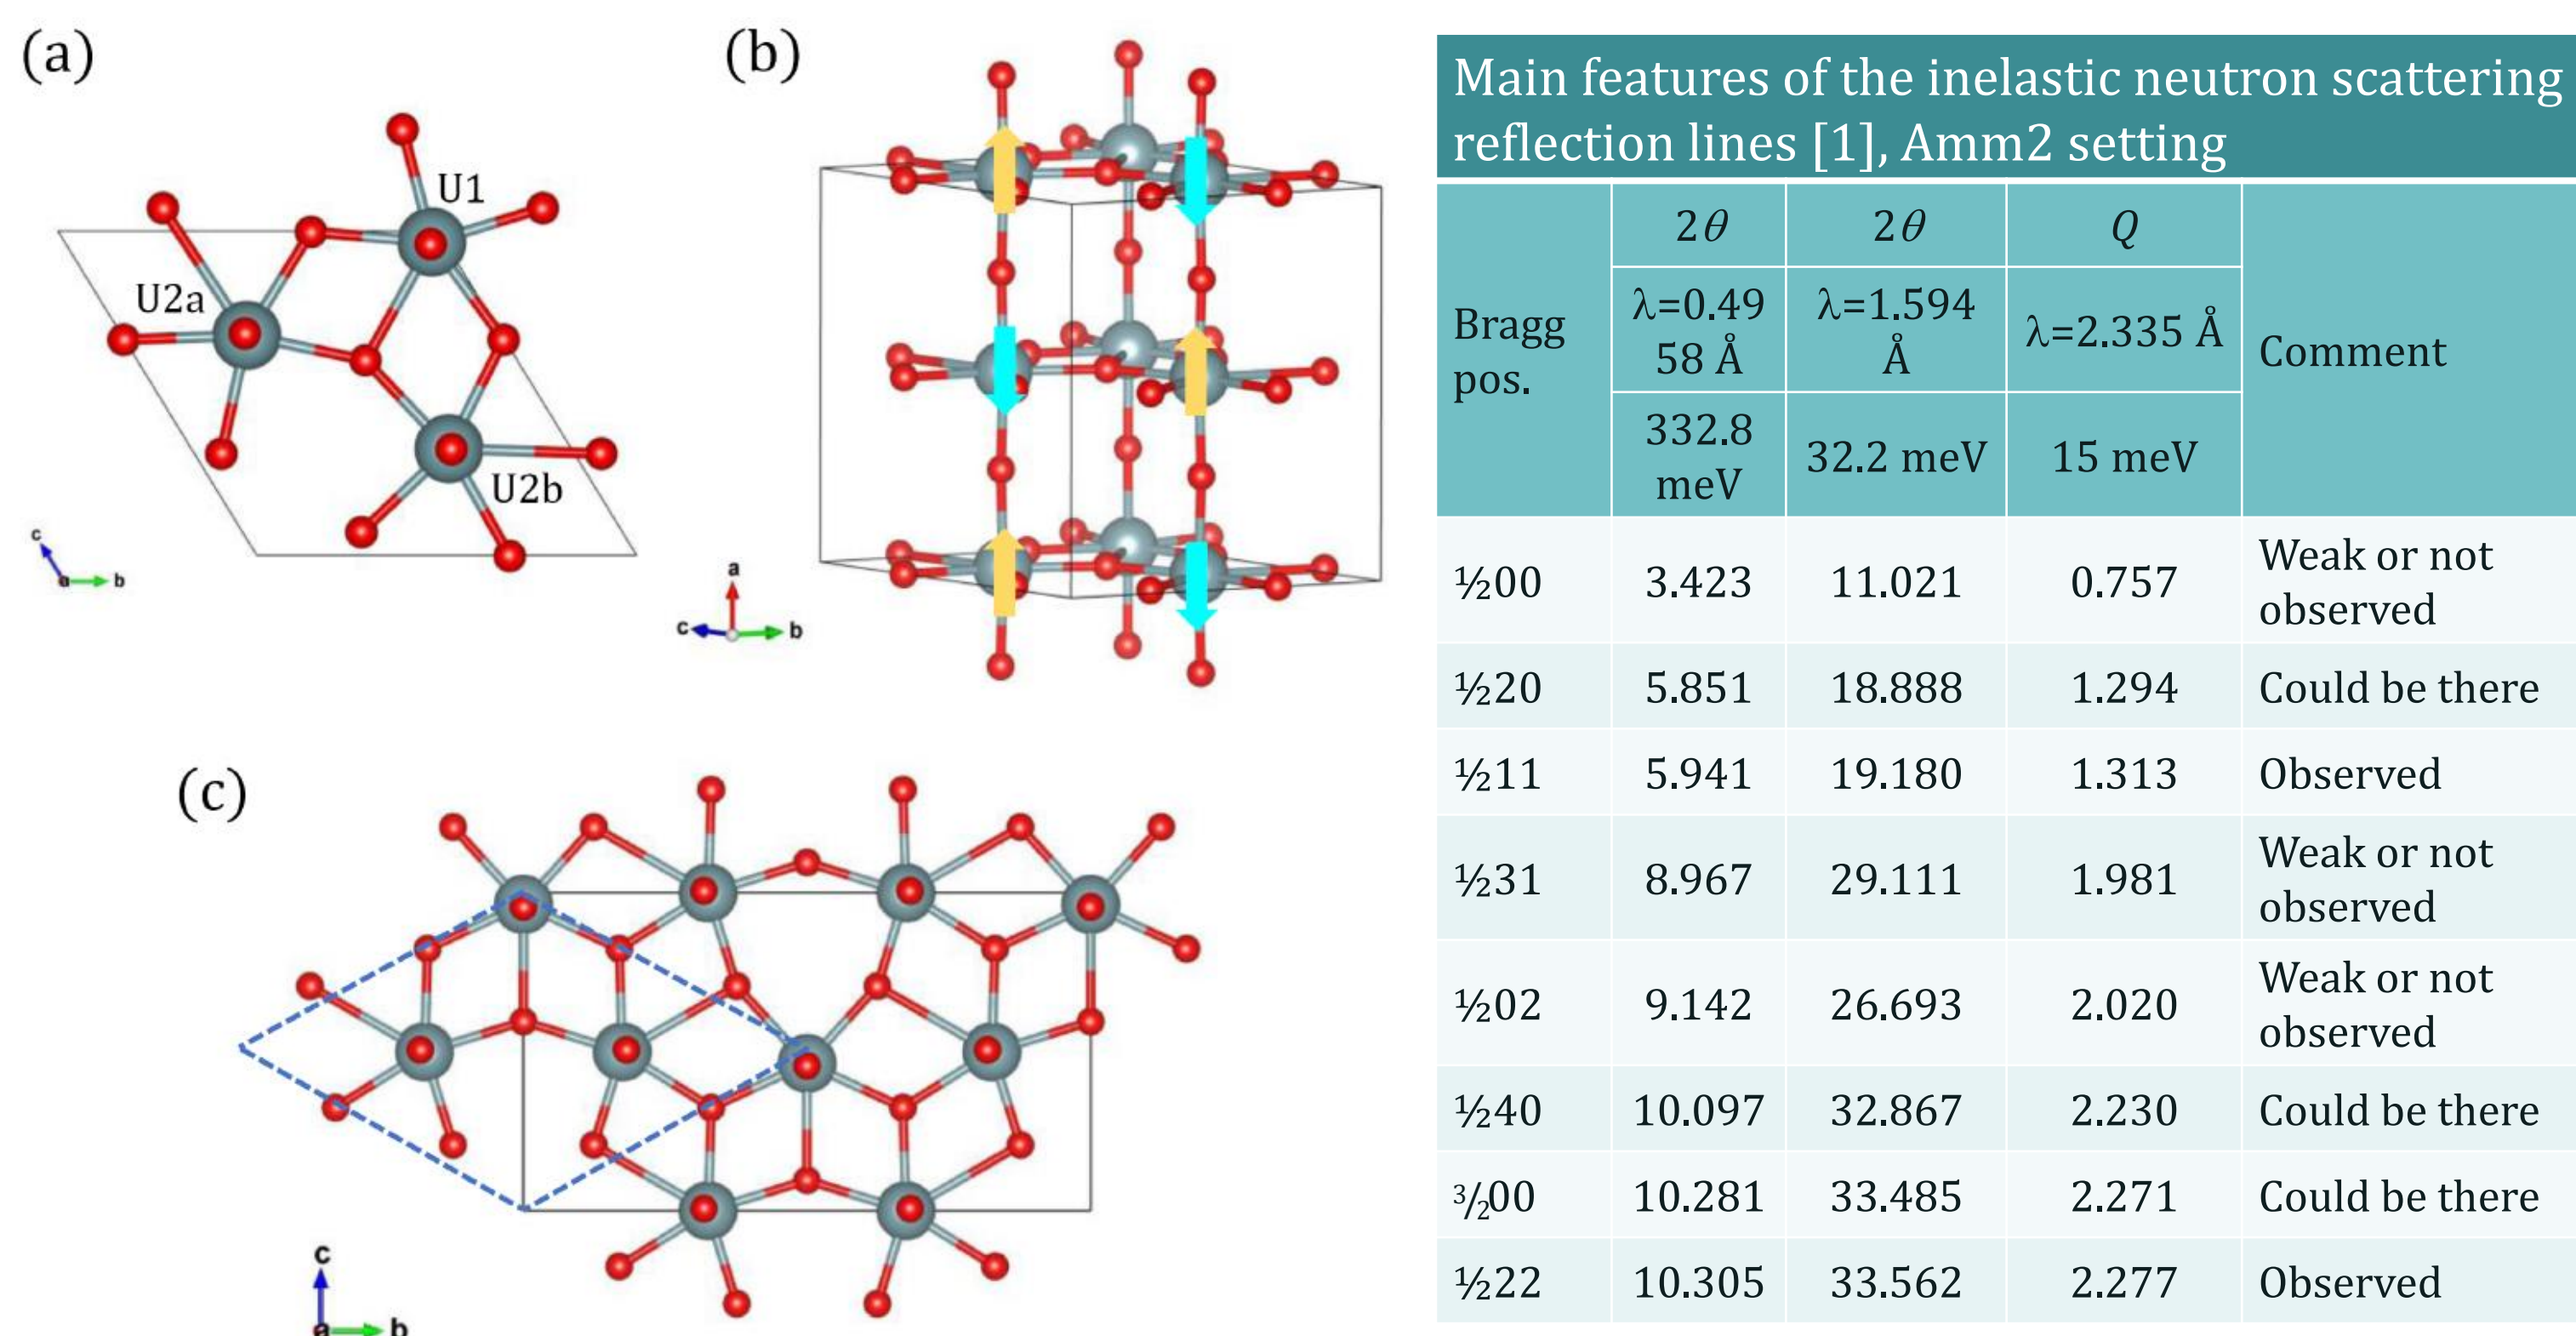 (a)
U1
U2a
U2b
c
a
b
(b)
a
c
b
(c)
c
a
b
Main features of the inelastic neutron scattering
reflection lines [1], Amm2 setting
Bragg
pos.
2θ
2θ
Q
Comment
λ=0.49
58 Å
λ=1.594
Å
λ=2.335 Å
332.8
meV
32.2 meV
15 meV
½00 3.423 11.021 0.757 Weak or not
observed
½20 5.851 18.888 1.294 Could be there
½11 5.941 19.180 1.313 Observed
½31 8.967 29.111 1.981 Weak or not
observed
½02 9.142 26.693 2.020 Weak or not
observed
½40 10.097 32.867 2.230 Could be there
3/200 10.281 33.485 2.271 Could be there
½22 10.305 33.562 2.277 Observed